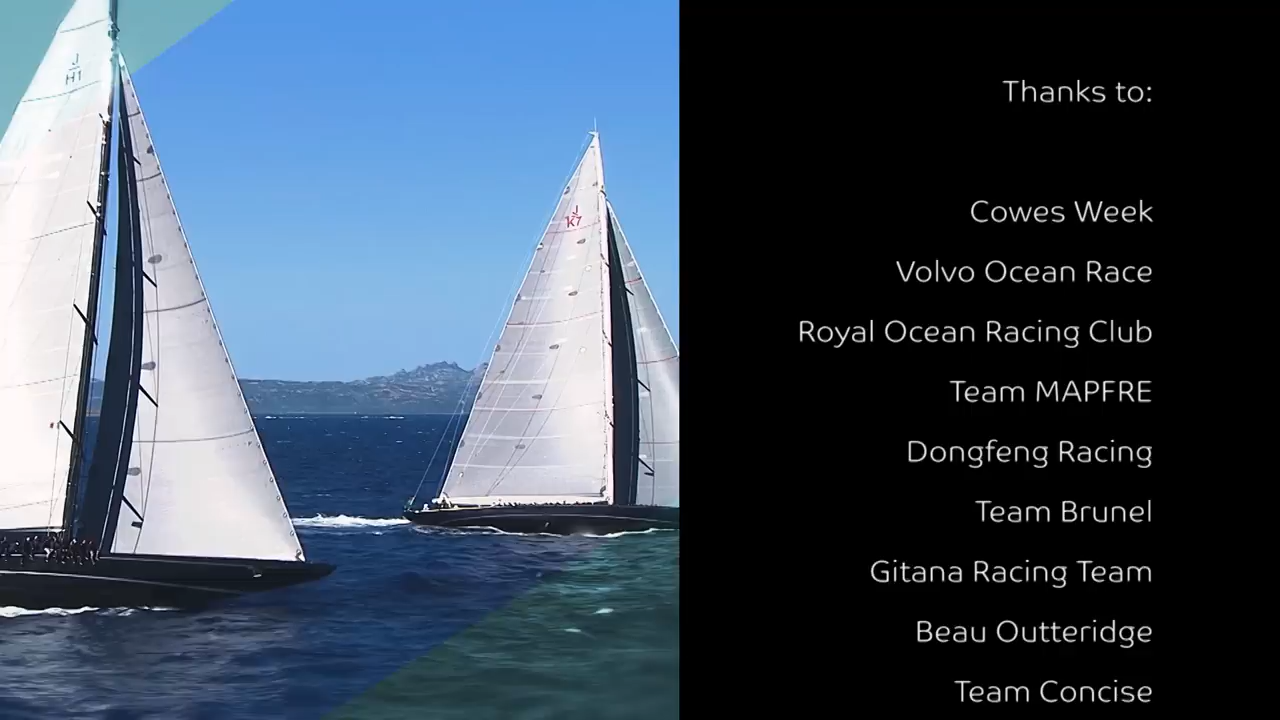 J
H1
J
K7
Thanks to:
Cowes Week
Volvo Ocean Race
Royal Ocean Racing Club
Team MAPFRE
Dongfeng Racing
Team Brunel
Gitana Racing Team
Beau Outteridge
Team Concise